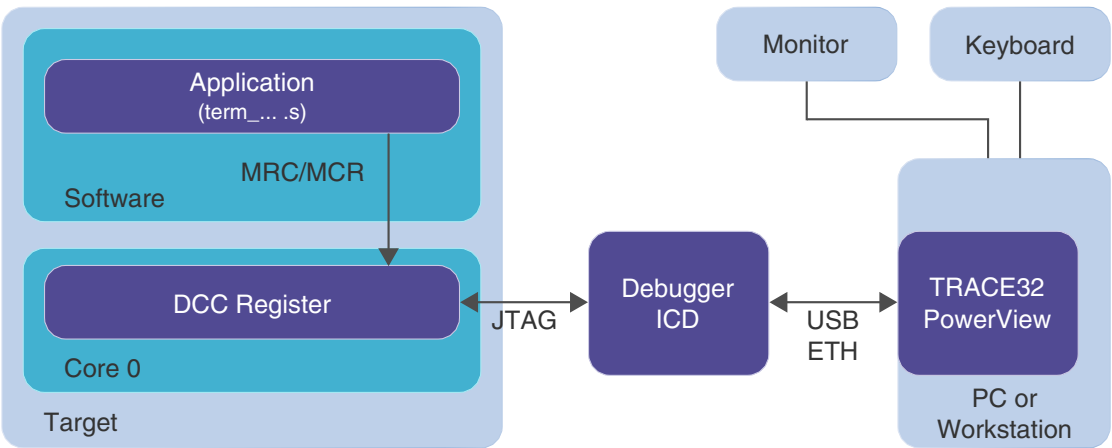 Application
(term_... .s)
MRC/MCR
Software
DCC Register
Core 0
Target
JTAG
Debugger
ICD
USB
ETH
Monitor
Keyboard
TRACE32
PowerView
PC or
Workstation